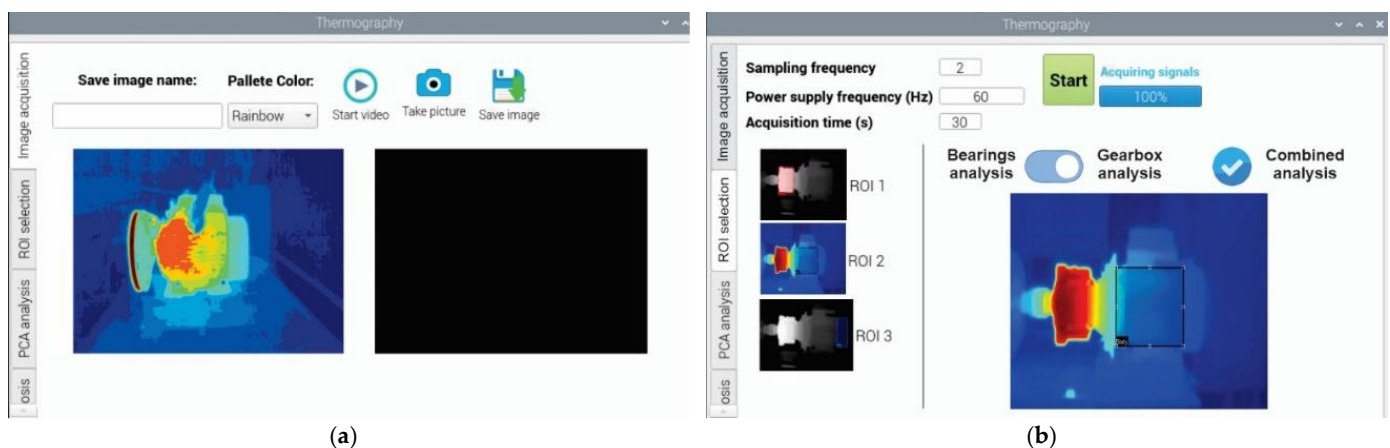 Thermography
Image acquisition
ROI selection
PCA analysis
osis
Save image name:
Pallete Color:
Rainbow
Start video
Take picture
Save image
(a)
Thermography
Image acquisition
ROI selection
PCA analysis
osis
Sampling frequency 2
Power supply frequency (Hz) 60
Acquisition time (s) 30
Start
Acquiring signals
100%
ROI 1
ROI 2
ROI 3
Bearings
analysis
Gearbox
analysis
Combined
analysis
(b)